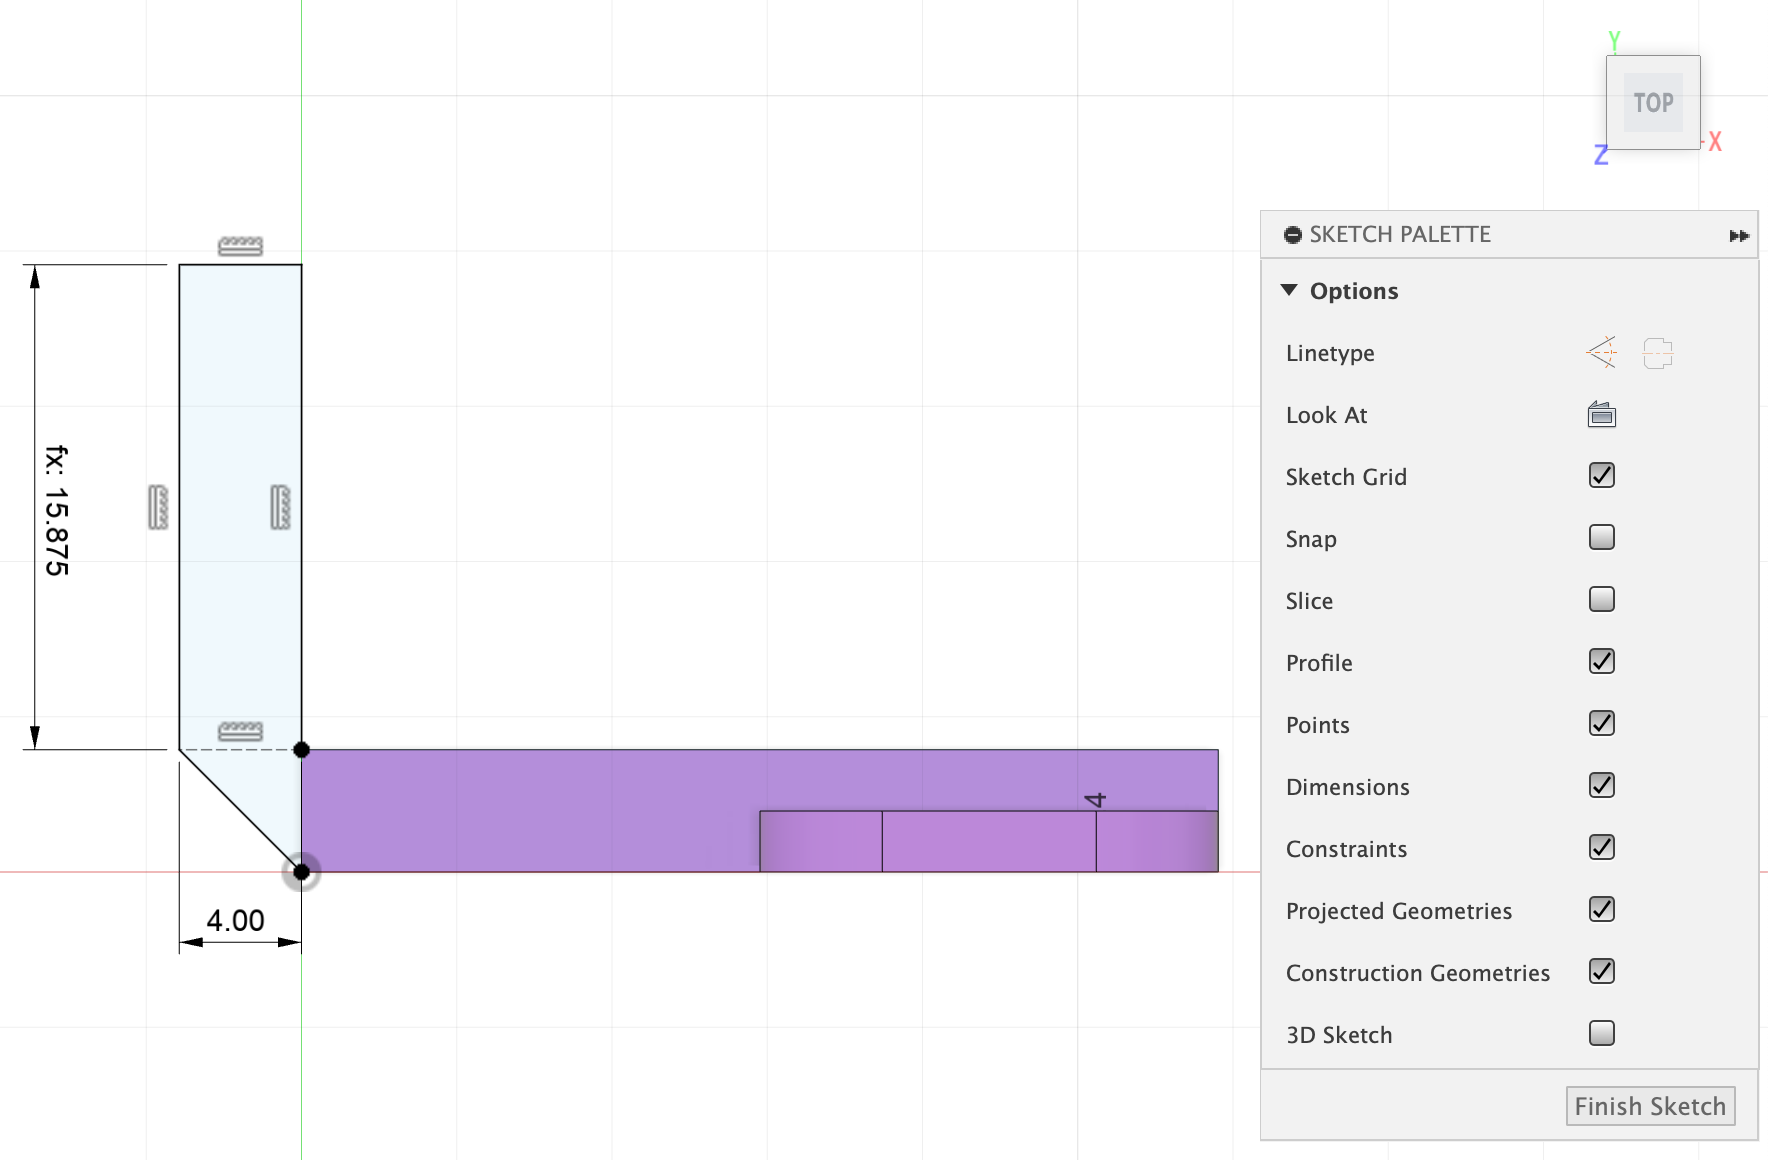 Y
TOP
X
Z
SKETCH PALETTE
Options
Linetype
Look At
Sketch Grid
Snap
Slice
Profile
Points
Dimensions
Constraints
Projected Geometries
Construction Geometries
3D Sketch
Finish Sketch
fx: 15.875
4
4.00